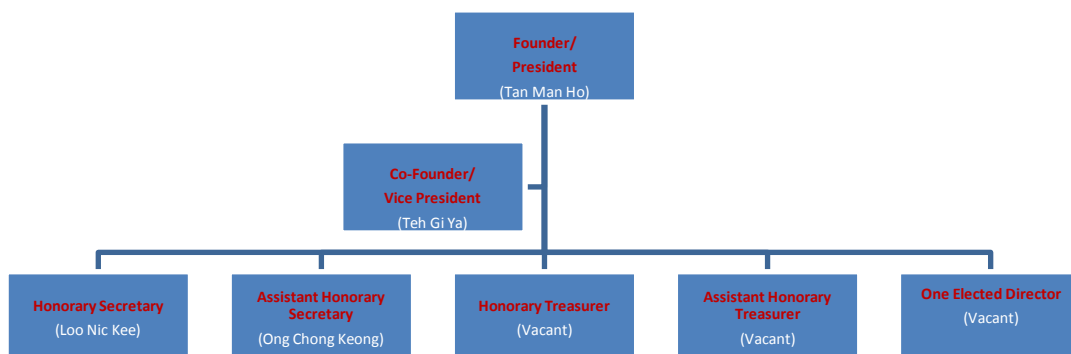 Founder/
President
(Tan Man Ho)
Co-Founder/
Vice President
(Teh Gi Ya)
Honorary Secretary
(Loo Nic Kee)
Assistant Honorary
Secretary
(Ong Chong Keong)
Honorary Treasurer
(Vacant)
Assistant Honorary
Treasurer
(Vacant)
One Elected Director
(Vacant)